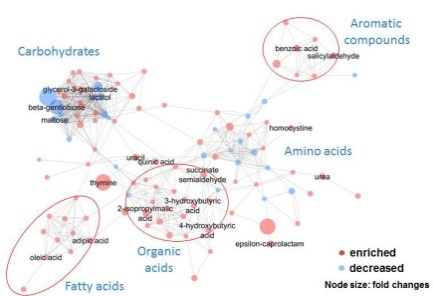 Aromatic
compounds
benzoic acid
salicylaldehyde
Carbohydrates
glycerol-3-galactoside
lactitol
beta-gentiobiose
maltose
homocystine
Amino acids
uracil
quinic acid
succinate
semialdehyde
urea
thymine
3-hydroxybutyric
acid
2-isopropylmalic
acid
4-hydroxybutyric
acid
adipic acid
oleic acid
Organic
acids
epsilon-caprolactam
Fatty acids
enriched
decreased
Node size: fold changes